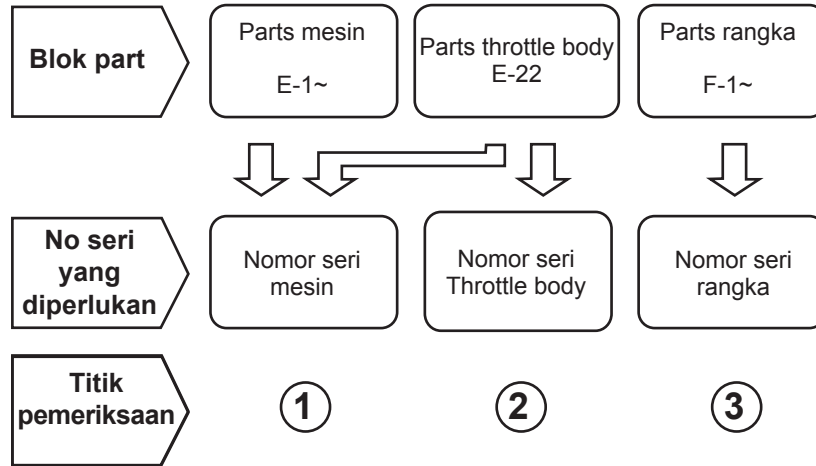 Blok part
Parts mesin
E-1~
Parts throttle body
E-22
Parts rangka
F-1~
No seri
yang
diperlukan
Nomor seri
mesin
Nomor seri
Throttle body
Nomor seri
rangka
Titik
pemeriksaan
1
2
3